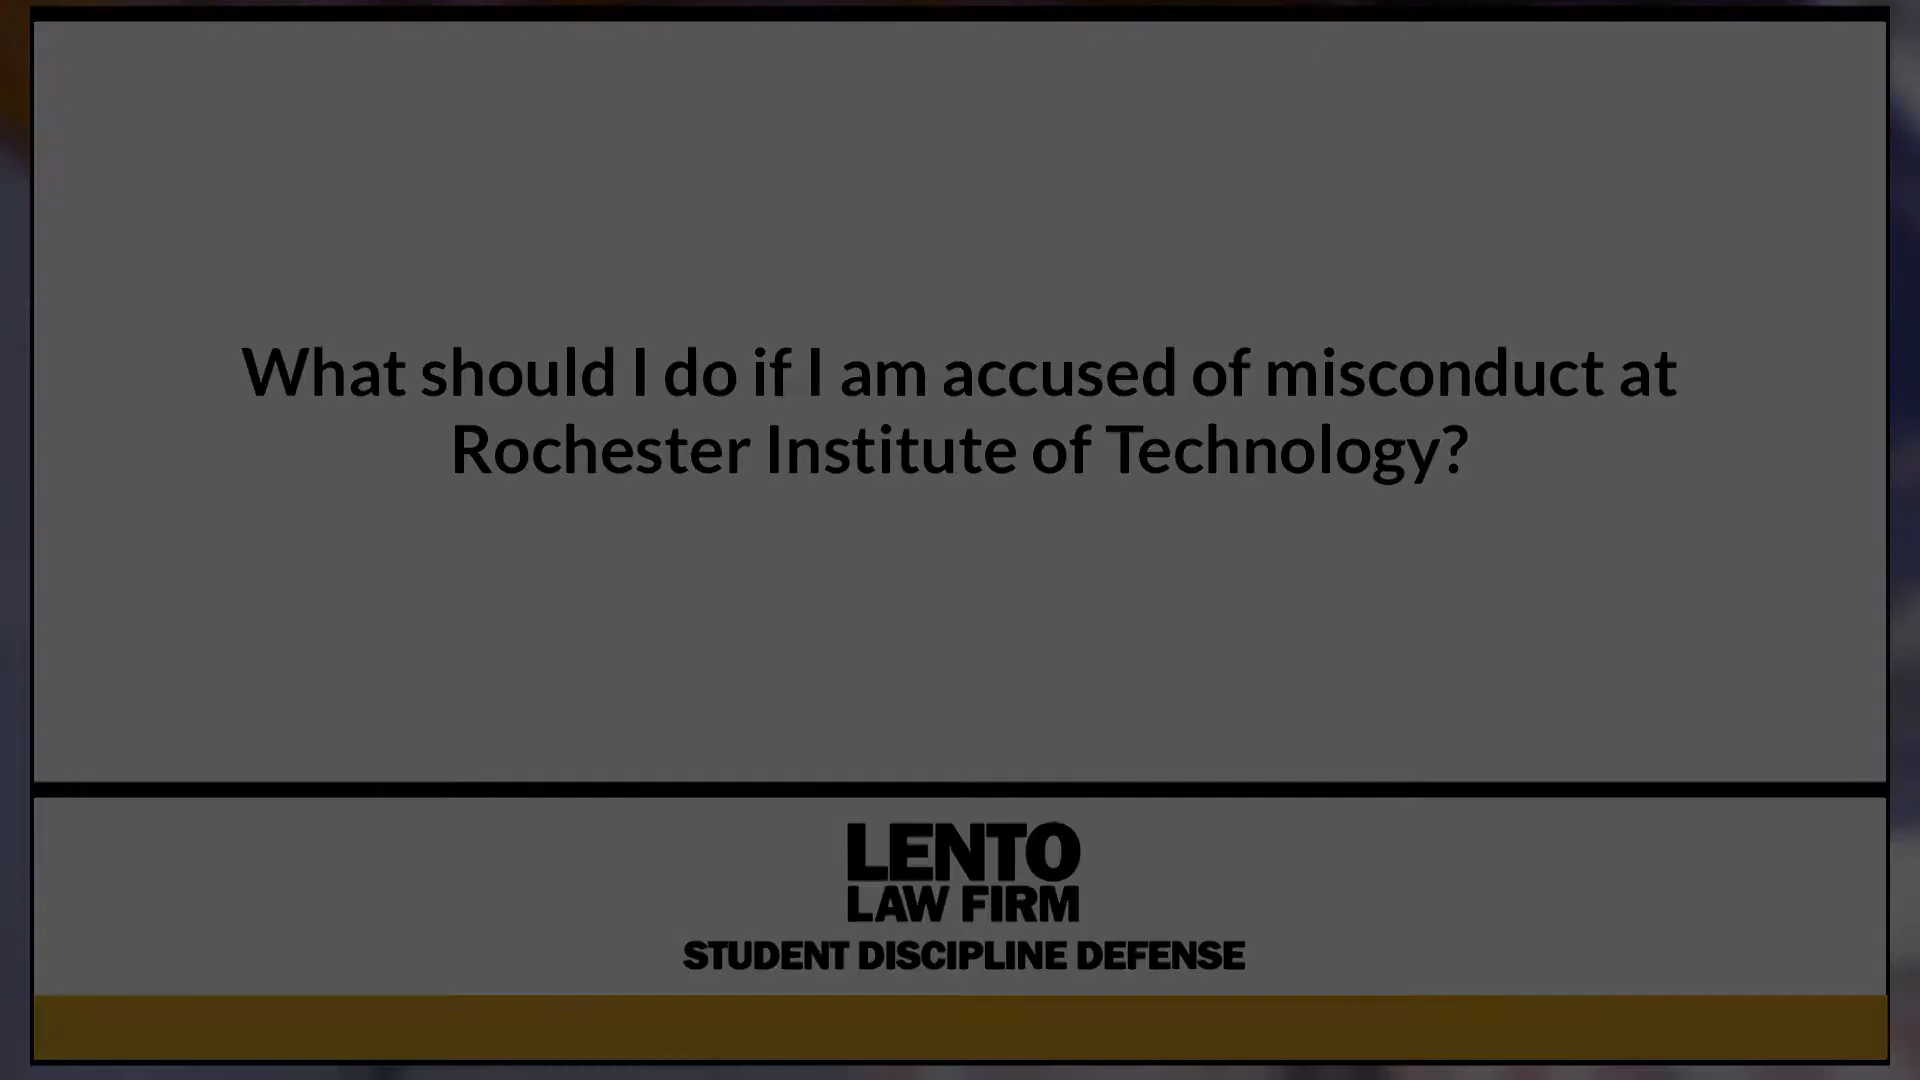 What should I do if I am accused of misconduct at
Rochester Institute of Technology?
LENTO
LAW FIRM
STUDENT DISCIPLINE DEFENSE